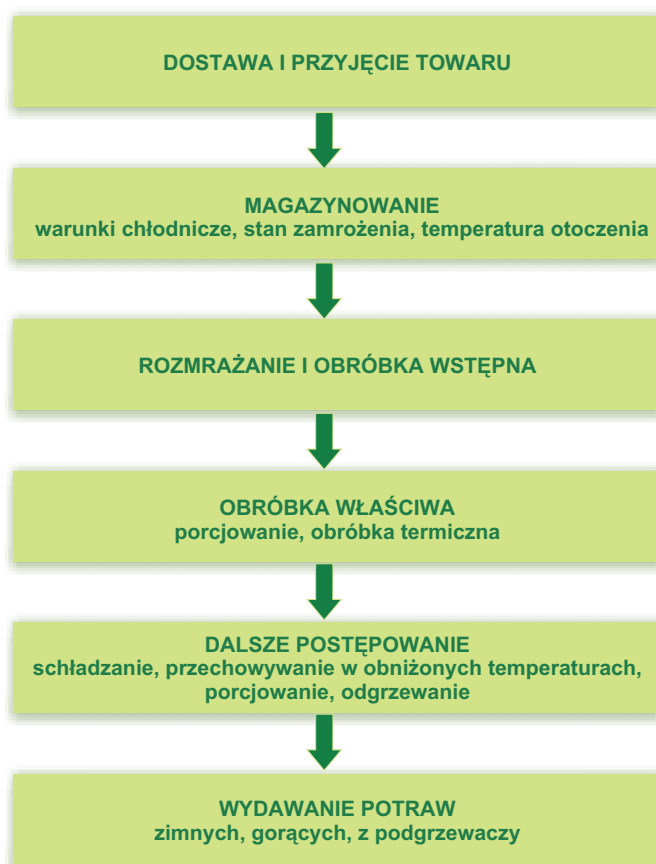 DOSTAWA I PRZYJĘCIE TOWARU
MAGAZYNOWANIE
warunki chłodnicze, stan zamrożenia, temperatura otoczenia
ROZMRAŻANIE I OBRÓBKA WSTĘPNA
OBRÓBKA WŁAŚCIWA
porcjowanie, obróbka termiczna
DALSZE POSTĘPOWANIE
schładzanie, przechowywanie w obniżonych temperaturach,
porcjowanie, odgrzewanie
WYDAWANIE POTRAW
zimnych, gorących, z podgrzewaczy